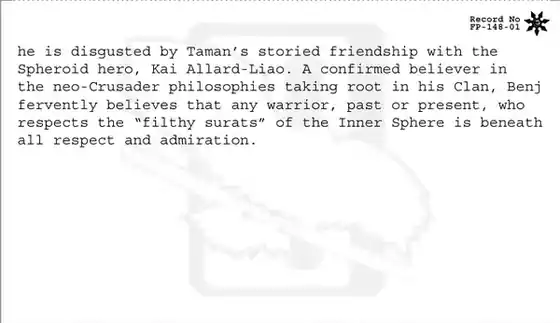 Record No
FP-148-01
he is disgusted by Taman's storied friendship with the
Spheroid hero, Kai Allard-Liao. A confirmed believer in
the neo-Crusader philosophies taking root in his Clan, Benj
fervently believes that any warrior, past or present, who
respects the “filthy surats” of the Inner Sphere is beneath
all respect and admiration.